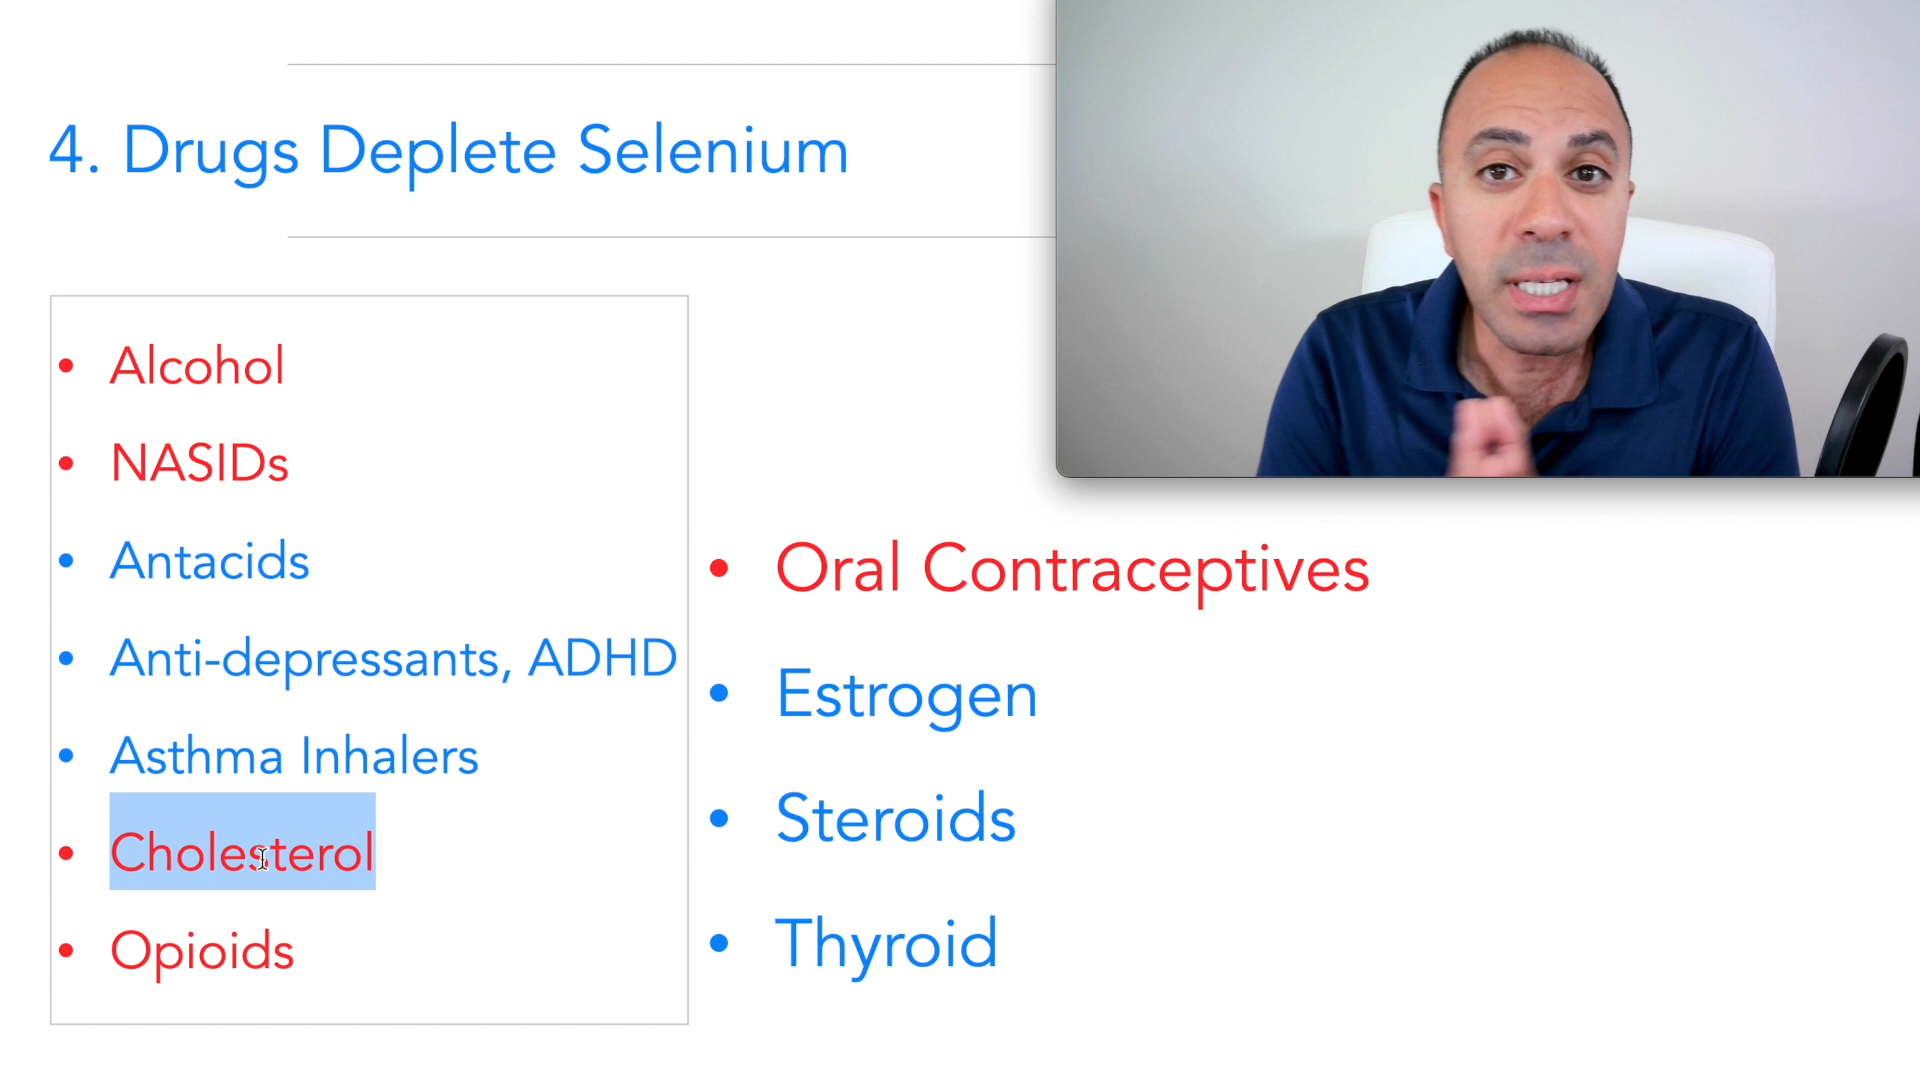 4. Drugs Deplete Selenium
• Alcohol
• NASIDs
• Antacids
• Anti-depressants, ADHD
• Asthma Inhalers
• Cholesterol
• Opioids
• Oral Contraceptives
• Estrogen
• Steroids
• Thyroid